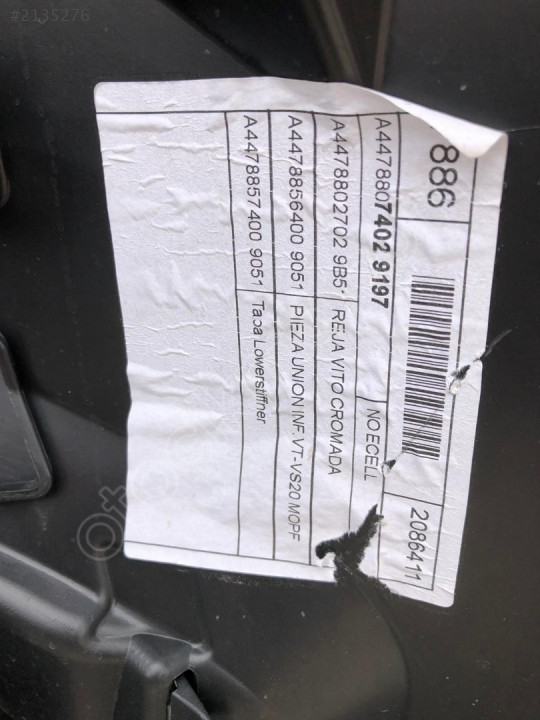 #2135276
886
2086411
A4478807402 9197
NO ECELL
A4478802702 9B51
REJA VITO CROMADA
A4478856400 9051
PIEZA UNION INF.VT-VS20 MOPF
A4478857400 9051
Tapa Lowerstiffner